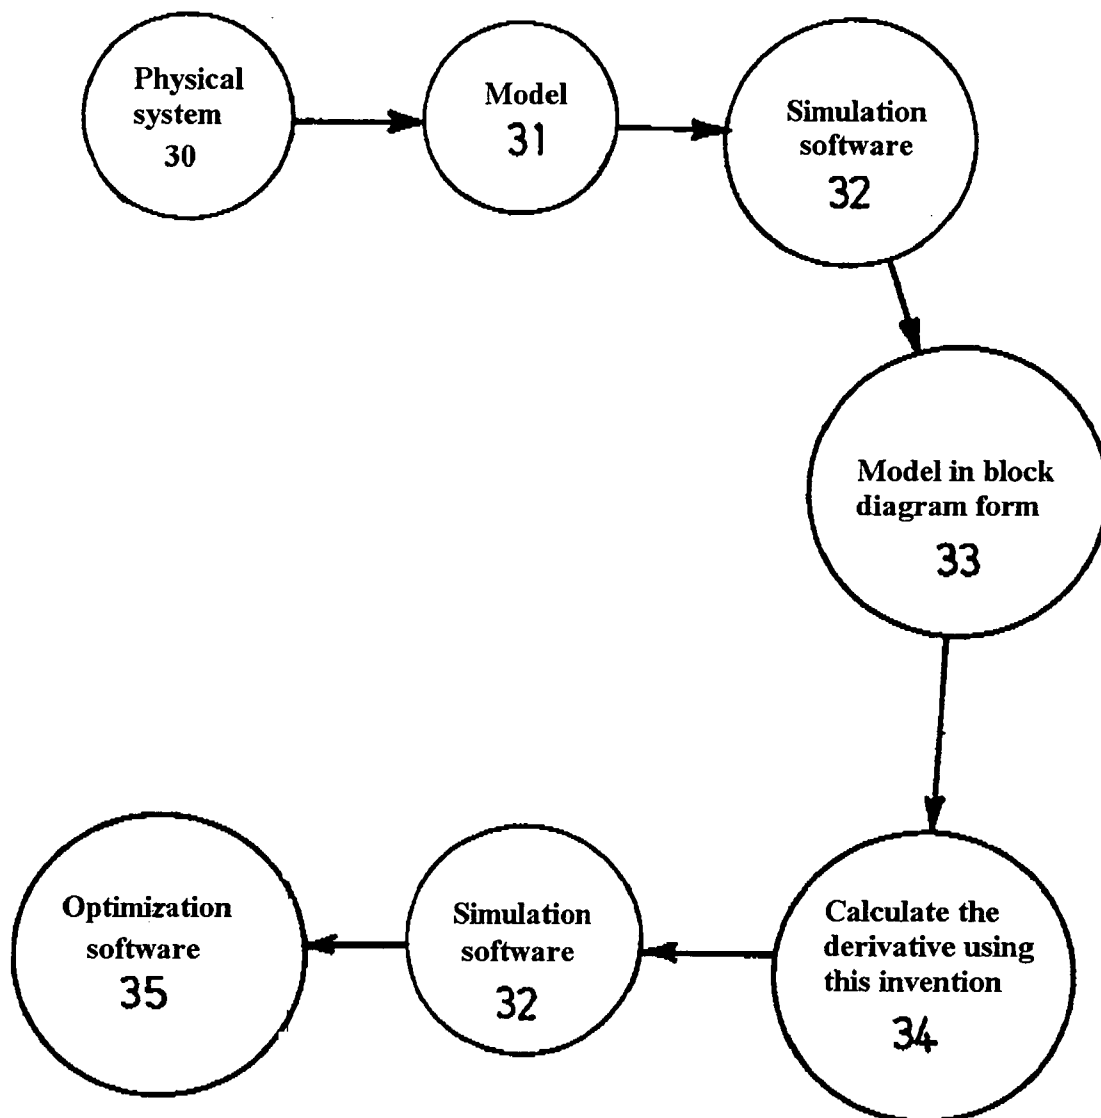 Physical
system
30
Model
31
Simulation
software
32
Model in block
diagram form
33
Calculate the
derivative using
this invention
34
Simulation
software
32
Optimization
software
35